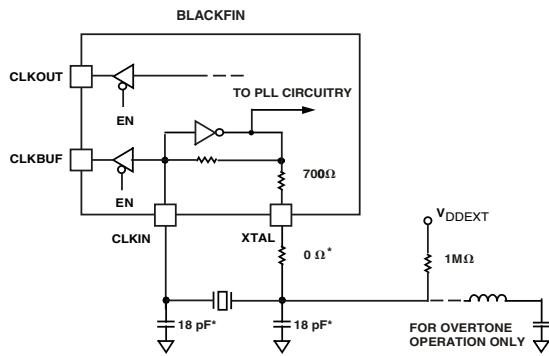 BLACKFIN
CLKOUT
TO PLL CIRCUITRY
EN
CLKBUF
700Ω
EN
VDDEXT
CLKIN
XTAL
0 Ω*
1MΩ
18 pF*
18 pF*
FOR OVERTONE
OPERATION ONLY